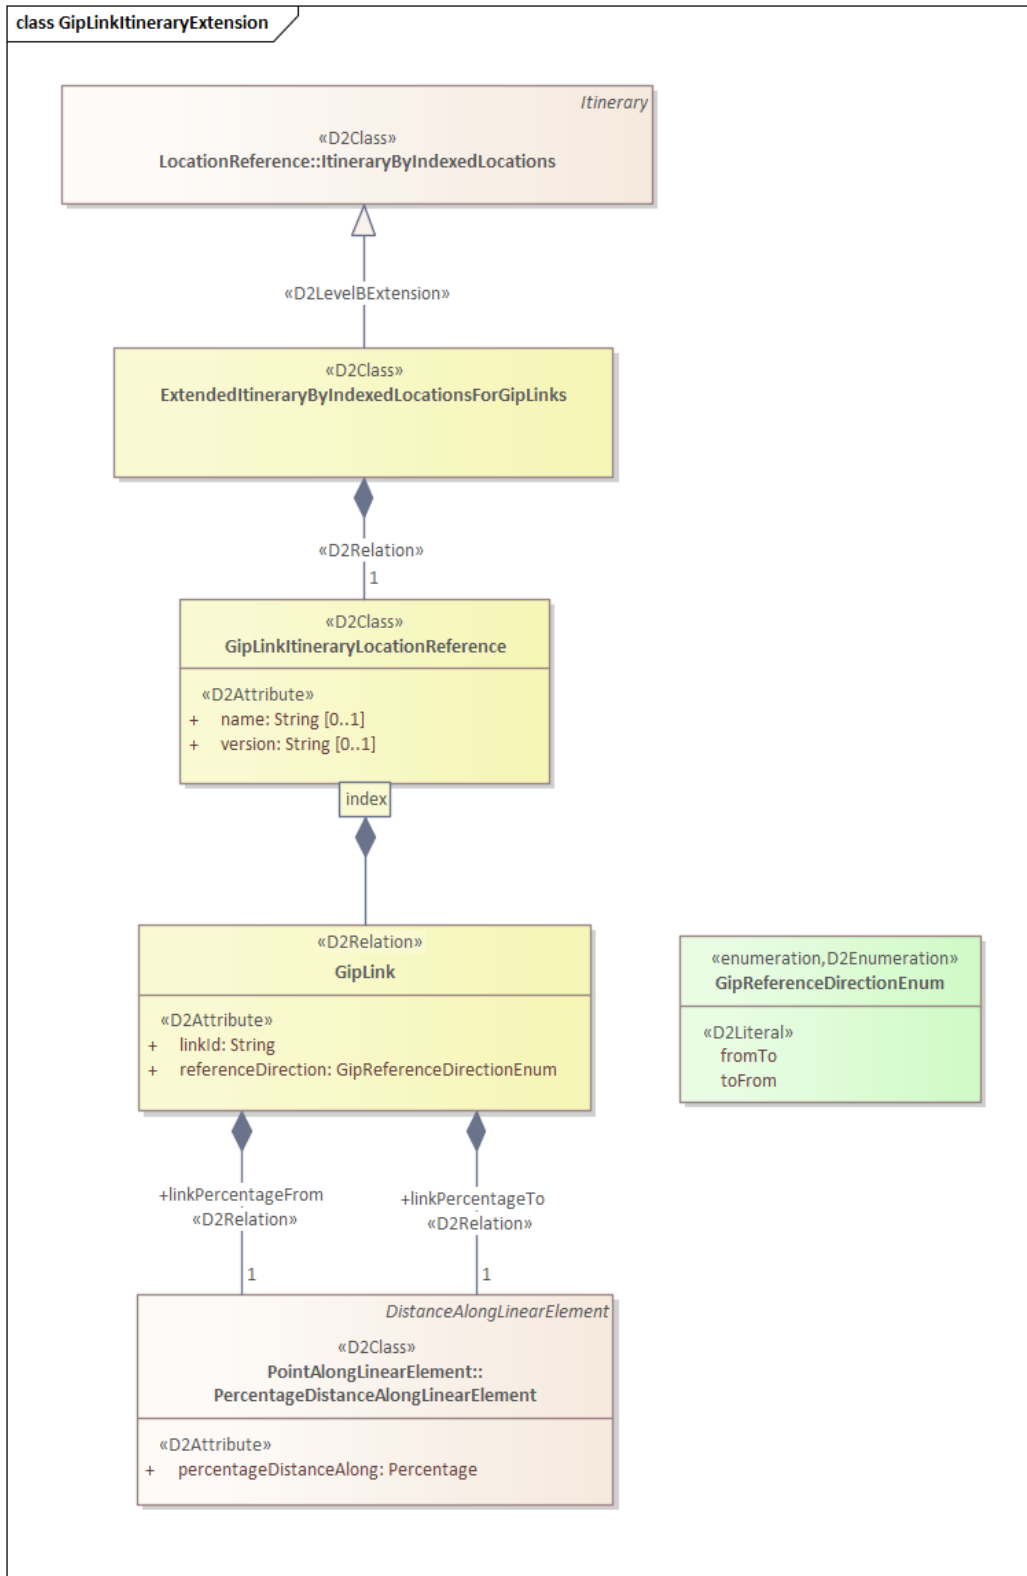 class GipLinkItineraryExtension
Itinerary
«D2Class»
LocationReference::ItineraryByIndexedLocations
«D2LevelBExtension»
«D2Class»
ExtendedItineraryByIndexedLocationsForGipLinks
«D2Relation»
1
«D2Class»
GipLinkItineraryLocationReference
«D2Attribute»
+ name: String [0..1]
+ version: String [0..1]
index
«D2Relation»
GipLink
«D2Attribute»
+ linkId: String
+ referenceDirection: GipReferenceDirectionEnum
«enumeration,D2Enumeration»
GipReferenceDirectionEnum
«D2Literal»
fromTo
toFrom
+linkPercentageFrom
«D2Relation»
1
+linkPercentageTo
«D2Relation»
1
DistanceAlongLinearElement
«D2Class»
PointAlongLinearElement::
PercentageDistanceAlongLinearElement
«D2Attribute»
+ percentageDistanceAlong: Percentage